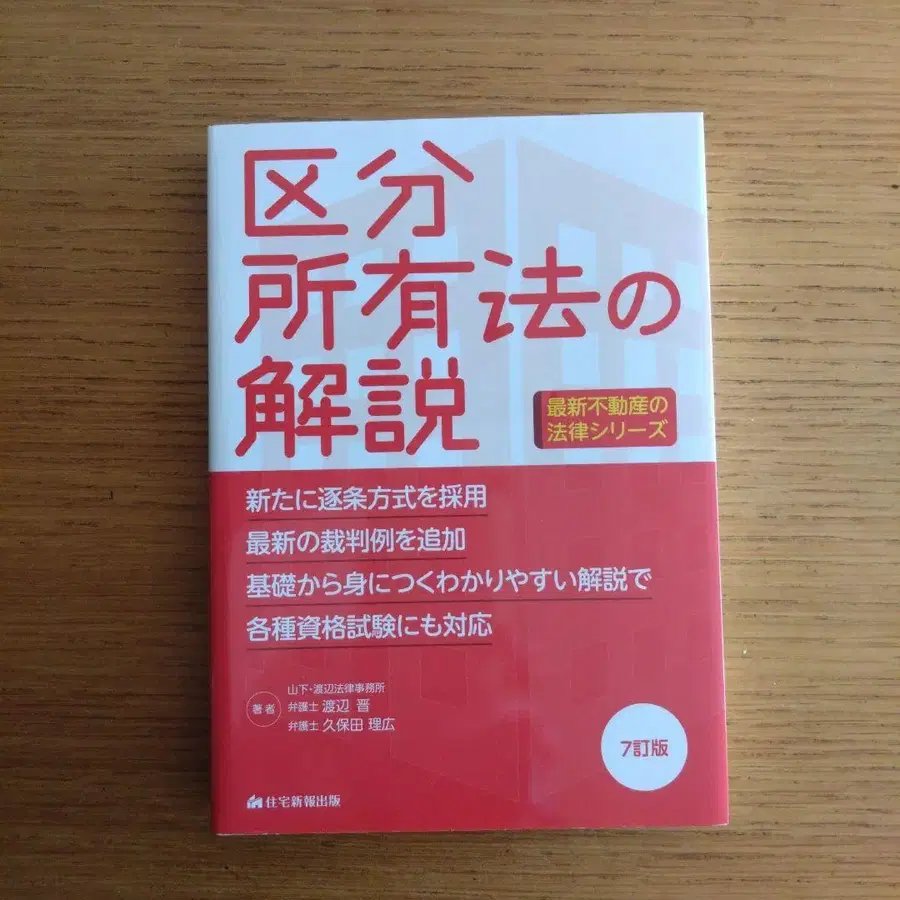 区分
所有法の
解説
最新不動産の
法律シリーズ
新たに逐条方式を採用
最新の裁判例を追加
基礎から身につくわかりやすい解説で
各種資格試験にも対応
著者
山下・渡辺法律事務所
弁護士 渡辺 晋
弁護士 久保田 理広
7訂版
住宅新報出版